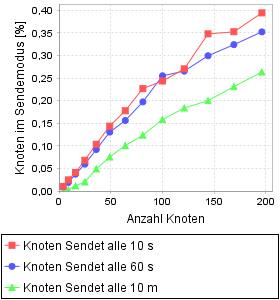 Knoten im Sendemodus [%]
0,40
0,35
0,30
0,25
0,20
0,15
0,10
0,05
0,00
0
50
100
150
200
Anzahl Knoten
Knoten Sendet alle 10 s
Knoten Sendet alle 60 s
Knoten Sendet alle 10 m